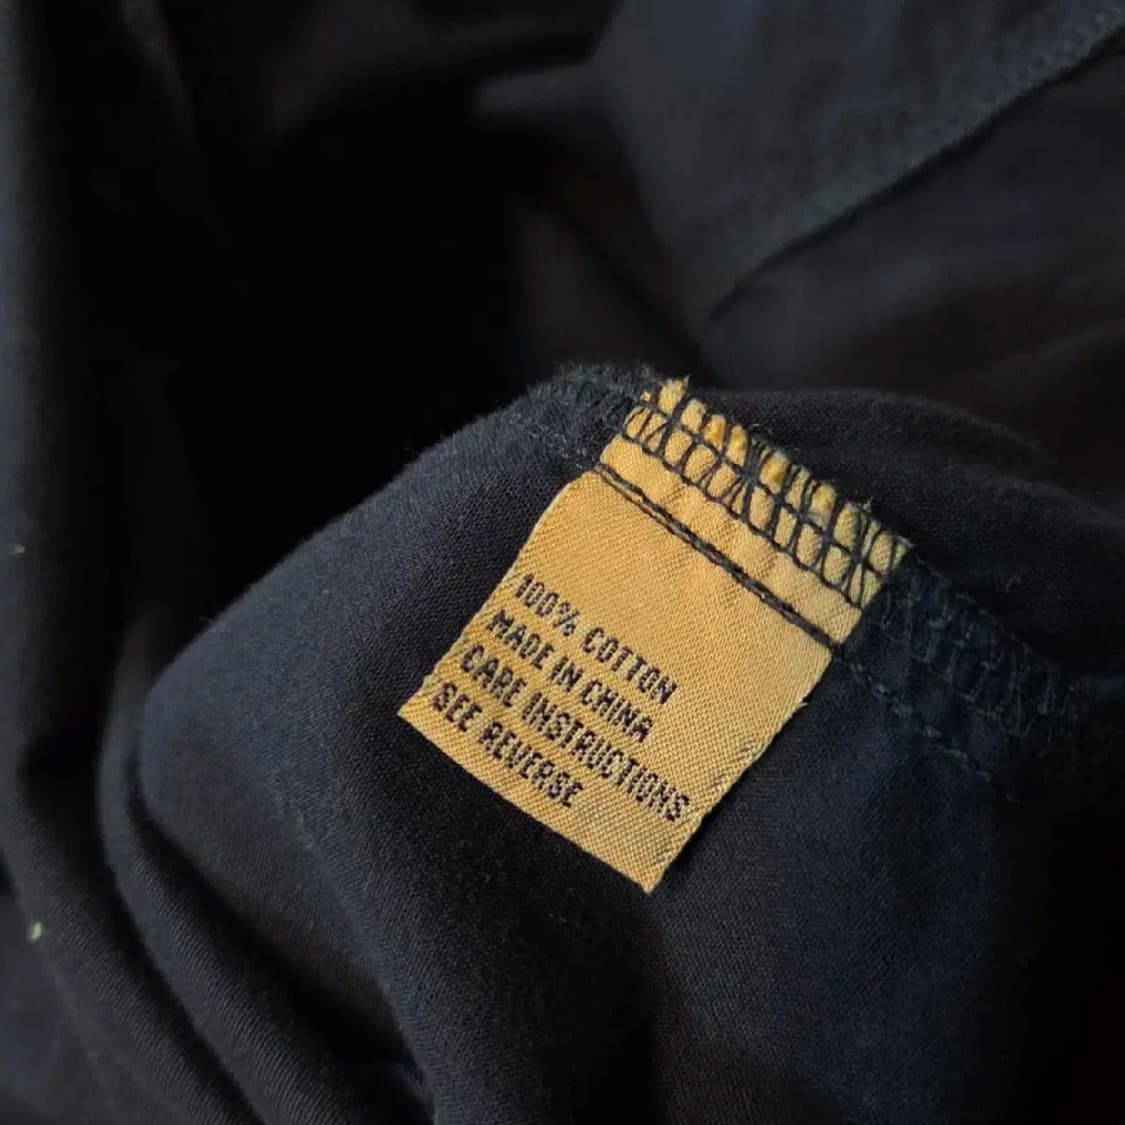 100% COTTON
MADE IN CHINA
CARE INSTRUCTIONS
SEE REVERSE